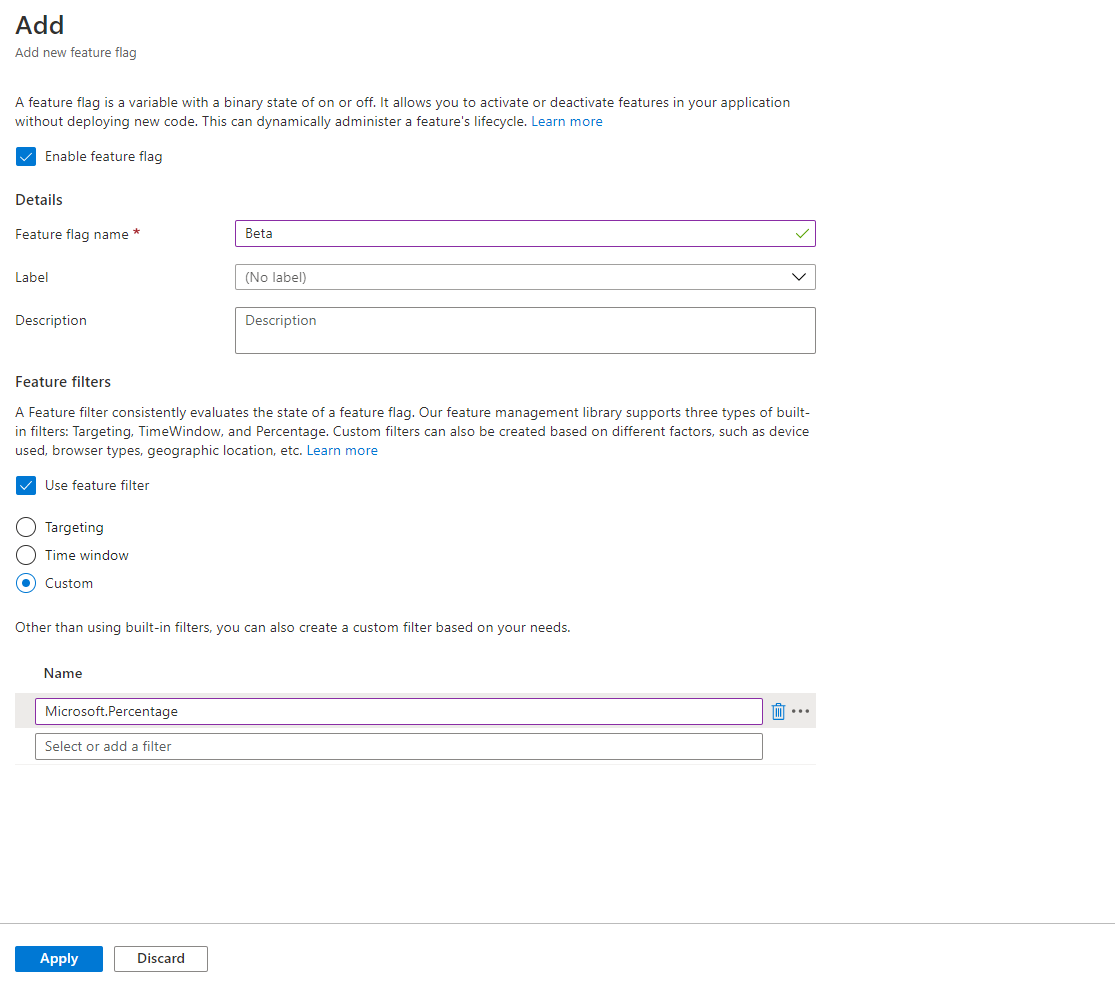 Add
Add new feature flag
A feature flag is a variable with a binary state of on or off. It allows you to activate or deactivate features in your application
without deploying new code. This can dynamically administer a feature's lifecycle. Learn more
Enable feature flag
Details
Feature flag name *
Beta
Label
(No label)
Description
Description
Feature filters
A Feature filter consistently evaluates the state of a feature flag. Our feature management library supports three types of built-
in filters: Targeting, TimeWindow, and Percentage. Custom filters can also be created based on different factors, such as device
used, browser types, geographic location, etc. Learn more
Use feature filter
Targeting
Time window
Custom
Other than using built-in filters, you can also create a custom filter based on your needs.
Name
Microsoft.Percentage
Select or add a filter
Apply
Discard